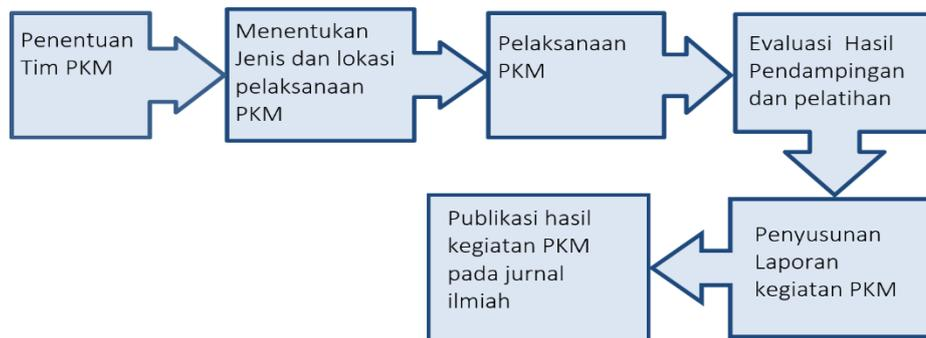 Penentuan
Tim PKM
Menentukan
Jenis dan lokasi
pelaksanaan
PKM
Pelaksanaan
PKM
Evaluasi Hasil
Pendampingan
dan pelatihan
Penyusunan
Laporan
kegiatan PKM
Publikasi hasil
kegiatan PKM
pada jurnal
ilmiah